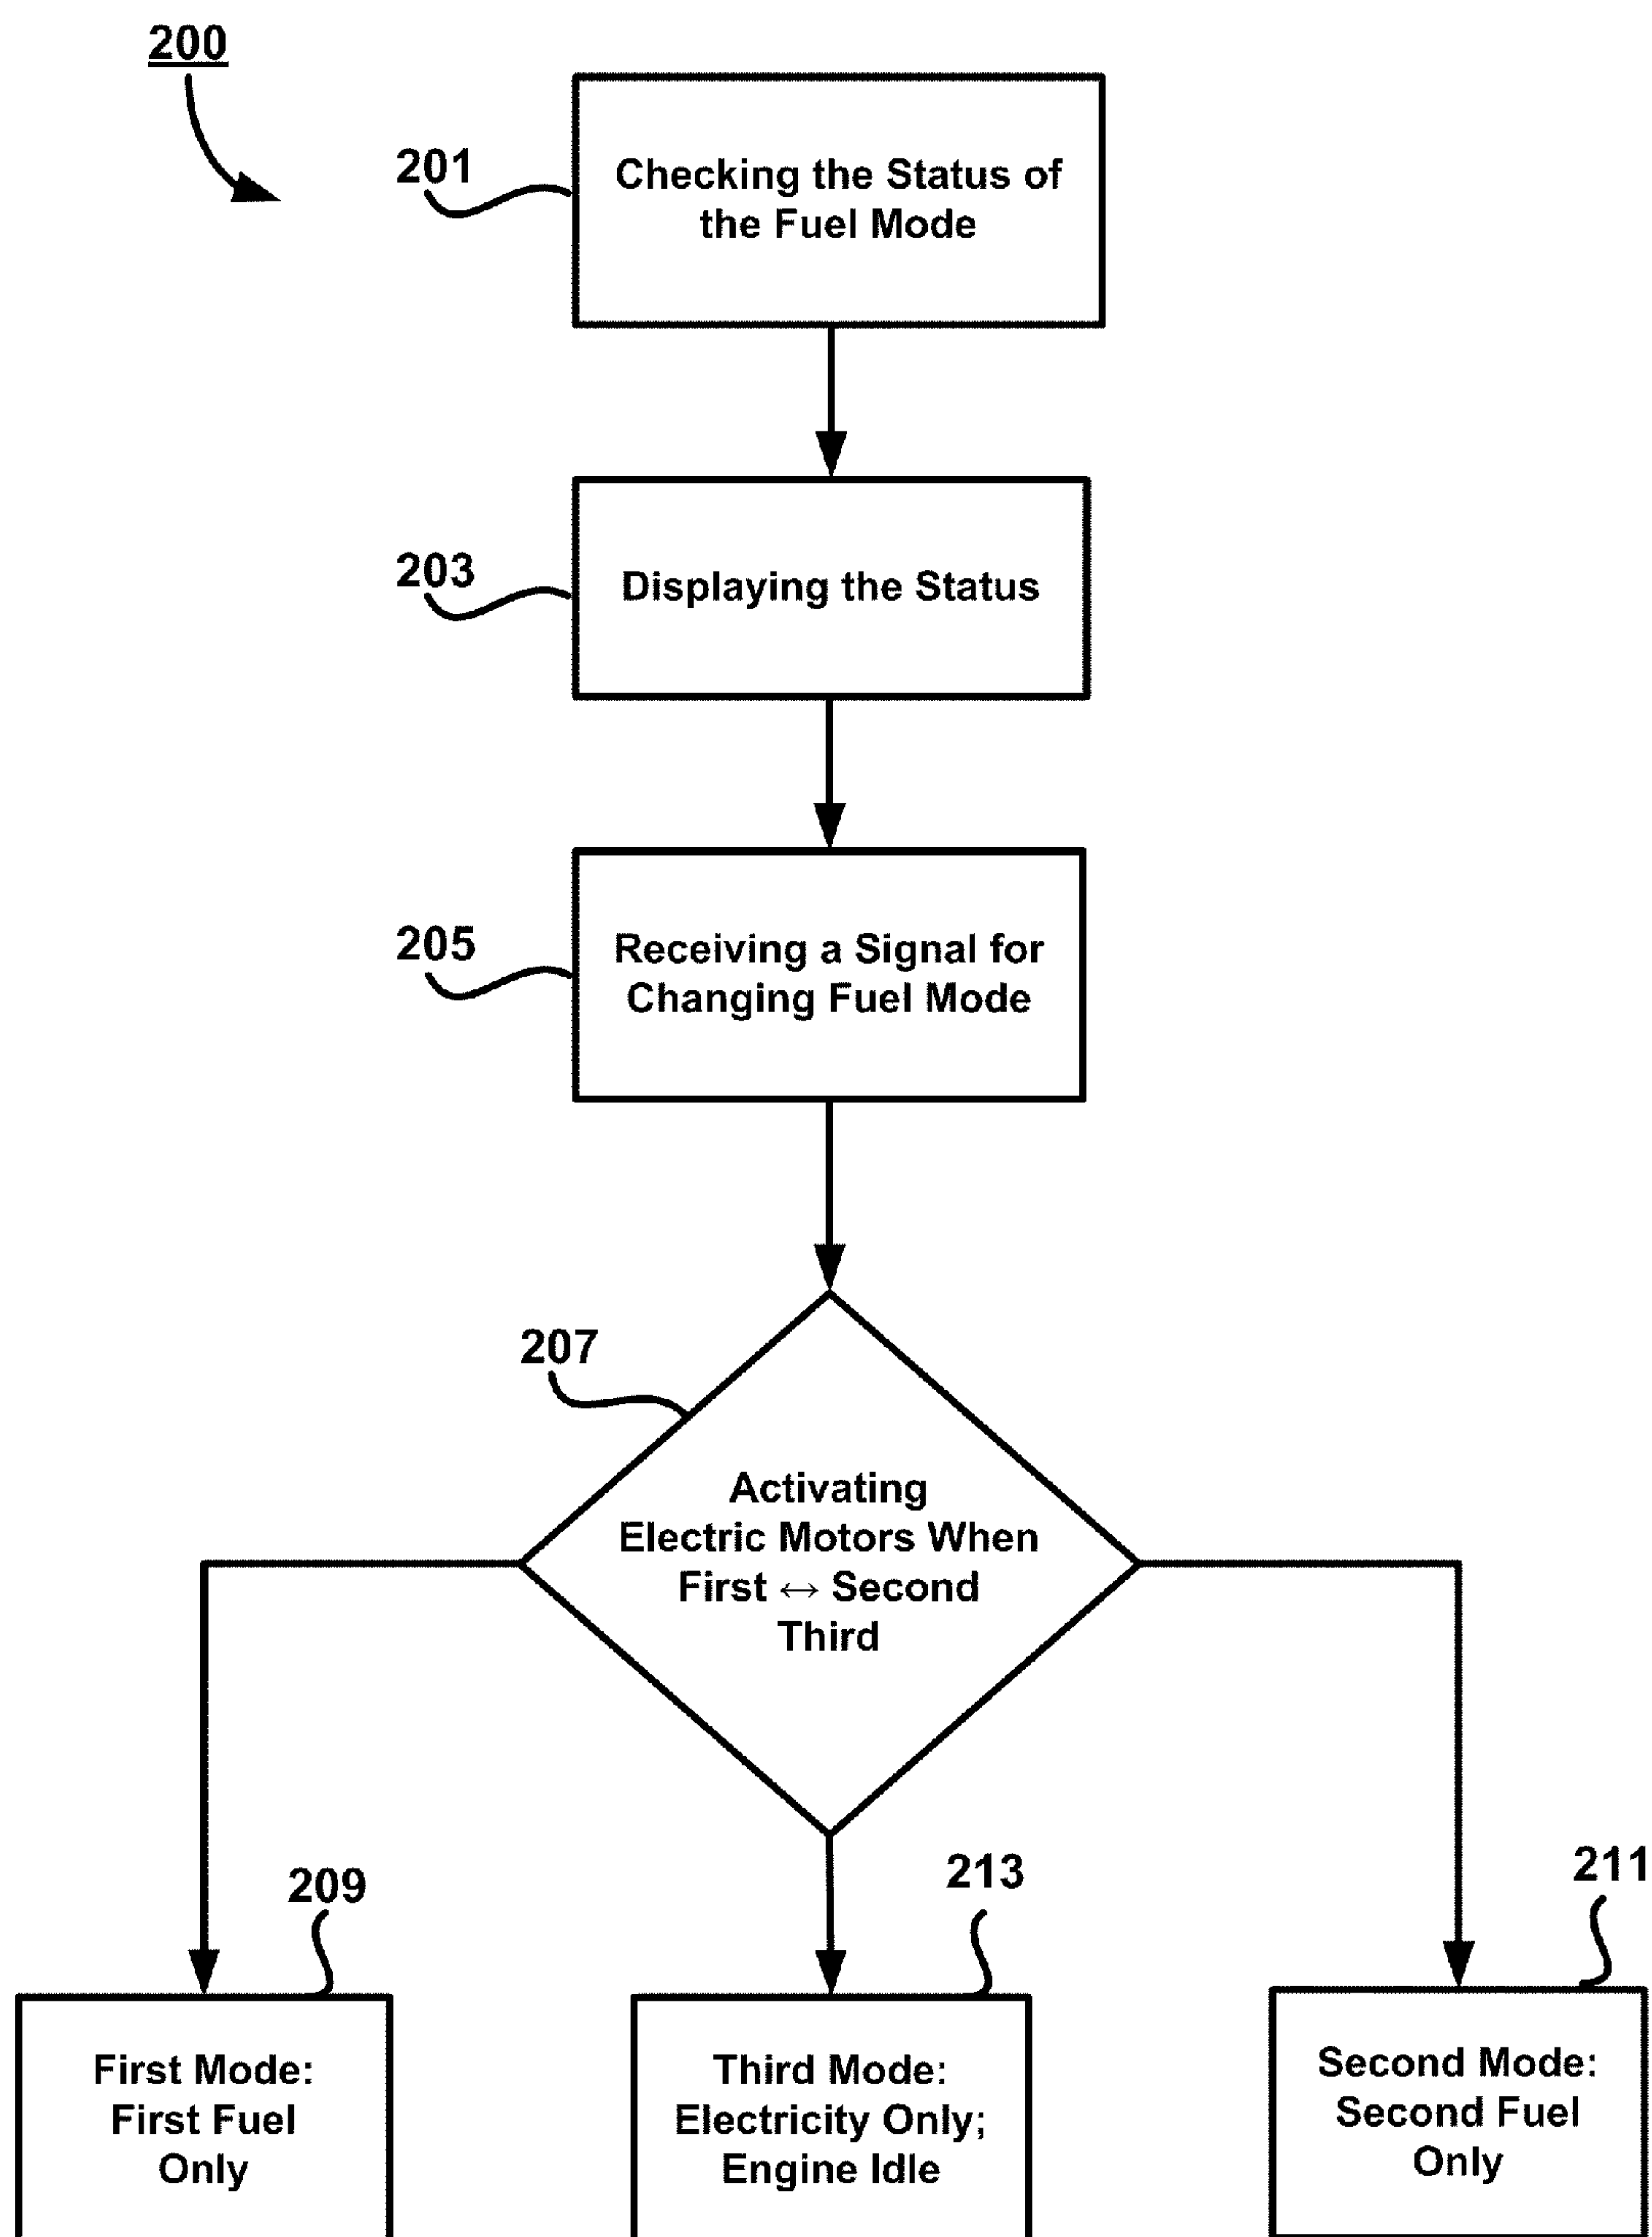 200
201
Checking the Status of
the Fuel Mode
203
Displaying the Status
205
Receiving a Signal for
Changing Fuel Mode
207
Activating
Electric Motors When
First ↔ Second
Third
209
213
211
First Mode:
First Fuel
Only
Third Mode:
Electricity Only;
Engine Idle
Second Mode:
Second Fuel
Only